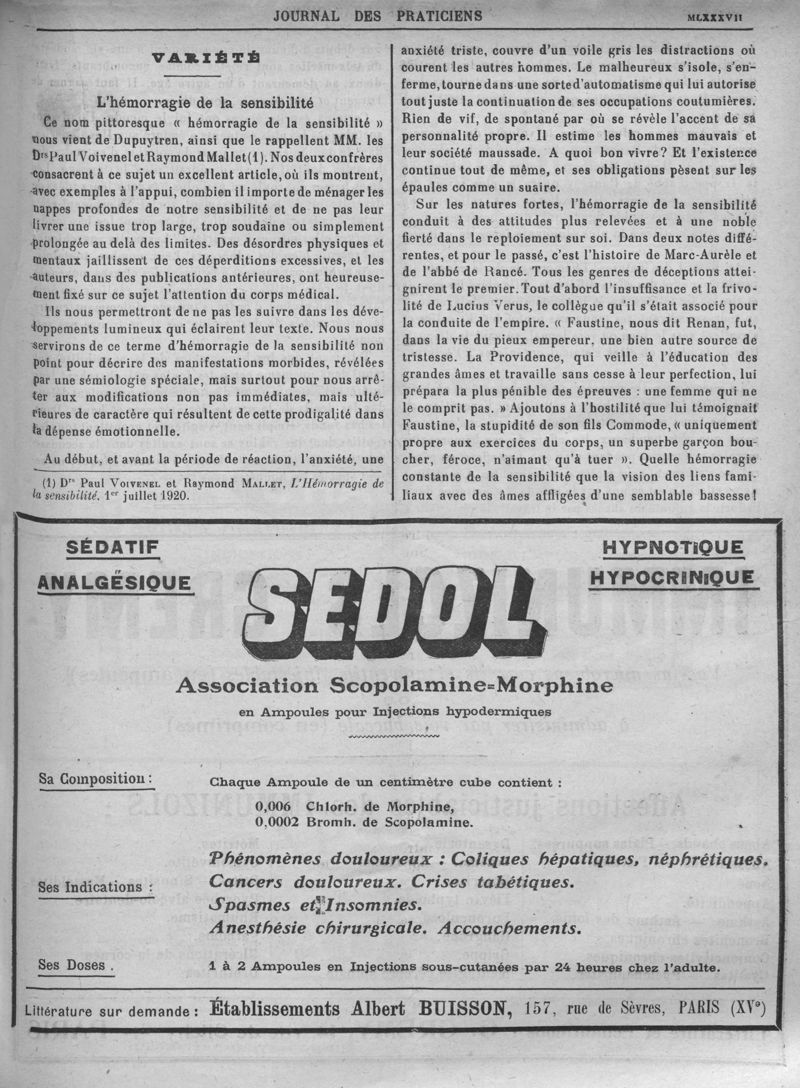 JOURNAL DES PRATICIENS
MLXXXVII
VARIÉTÉ
L'hémorragie de la sensibilité
Ce nom pittoresque « hémorragie de la sensibilité »
nous vient de Dupuytren, ainsi que le rappellent MM. les
Drs Paul Voivenel et Raymond Mallet (1). Nos deux confrères
consacrent à ce sujet un excellent article, où ils montrent,
avec exemples à l'appui, combien il importe de ménager les
nappes profondes de notre sensibilité et de ne pas leur
livrer une issue trop large, trop soudaine ou simplement
prolongée au delà des limites. Des désordres physiques et
mentaux jaillissent de ces déperditions excessives, et les
auteurs, dans des publications antérieures, ont heureuse-
ment fixé sur ce sujet l'attention du corps médical.
Ils nous permettront de ne pas les suivre dans les déve-
loppements lumineux qui éclairent leur texte. Nous nous
servirons de ce terme d'hémorragie de la sensibilité non
point pour décrire des manifestations morbides, révélées
par une sémiologie spéciale, mais surtout pour nous arrê-
ter aux modifications non pas immédiates, mais ulté-
rieures de caractère qui résultent de cette prodigalité dans
la dépense émotionnelle.
Au début, et avant la période de réaction, l'anxiété, une
(1) Drs Paul VOIVENEL et Raymond MALLET, L'Hémorragie de
la sensibilité, 1er juillet 1920.
anxiété triste, couvre d'un voile gris les distractions où
courent les autres hommes. Le malheureux s'isole, s'en-
ferme, tourne dans une sorte d'automatisme qui lui autorise
tout juste la continuation de ses occupations coutumières.
Rien de vif, de spontané par où se révèle l'accent de sa
personnalité propre. Il estime les hommes mauvais et
leur société maussade. A quoi bon vivre? Et l'existence
continue tout de même, et ses obligations pèsent sur les
épaules comme un suaire.
Sur les natures fortes, l'hémorragie de la sensibilité
conduit à des attitudes plus relevées et à une noble
fierté dans le reploiement sur soi. Dans deux notes diffé-
rentes, et pour le passé, c'est l'histoire de Marc-Aurèle et
de l'abbé de Rancé. Tous les genres de déceptions attei-
gnirent le premier. Tout d'abord l'insuffisance et la frivo-
lité de Lucius Verus, le collègue qu'il s'était associé pour
la conduite de l'empire. « Faustine, nous dit Renan, fut,
dans la vie du pieux empereur, une bien autre source de
tristesse. La Providence, qui veille à l'éducation des
grandes âmes et travaille sans cesse à leur perfection, lui
prépara la plus pénible des épreuves : une femme qui ne
le comprit pas. » Ajoutons à l'hostilité que lui témoignait
Faustine, la stupidité de son fils Commode, « uniquement
propre aux exercices du corps, un superbe garçon bou-
cher, féroce, n'aimant qu'à tuer ». Quelle hémorragie
constante de la sensibilité que la vision des liens fami-
liaux avec des âmes affligées d'une semblable bassesse!
SÉDATIF
ANALGÉSIQUE
SEDOL
HYPNOTIQUE
HYPOCRINIQUE
Association Scopolamine=Morphine
en Ampoules pour Injections hypodermiques
Sa Composition :
Chaque Ampoule de un centimètre cube contient :
0,006 Chlorh. de Morphine,
0,0002 Bromh. de Scopolamine.
Ses Indications :
Phénomènes douloureux : Coliques hépatiques, néphrétiques.
Cancers douloureux. Crises tabétiques.
Spasmes et Insomnies.
Anesthésie chirurgicale. Accouchements.
Ses Doses .
1 à 2 Ampoules en Injections sous-cutanées par 24 heures chez l'adulte.
Littérature sur demande : Établissements Albert BUISSON, 157, rue de Sèvres, PARIS (XVe)